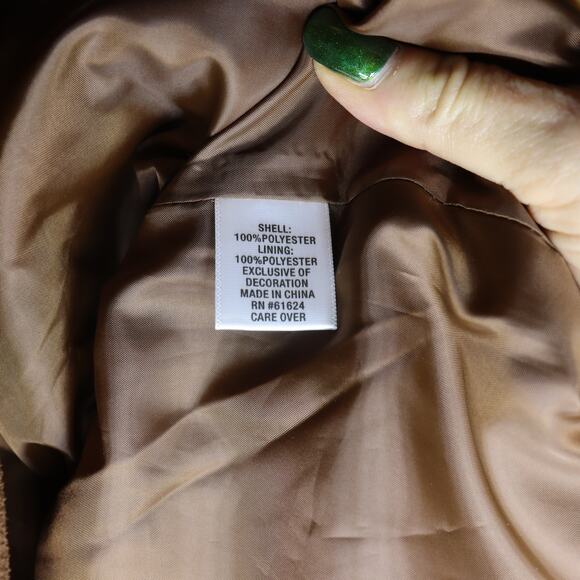 SHELL:
100%POLYESTER
LINING:
100%POLYESTER
EXCLUSIVE OF
DECORATION
MADE IN CHINA
RN #61624
CARE OVER